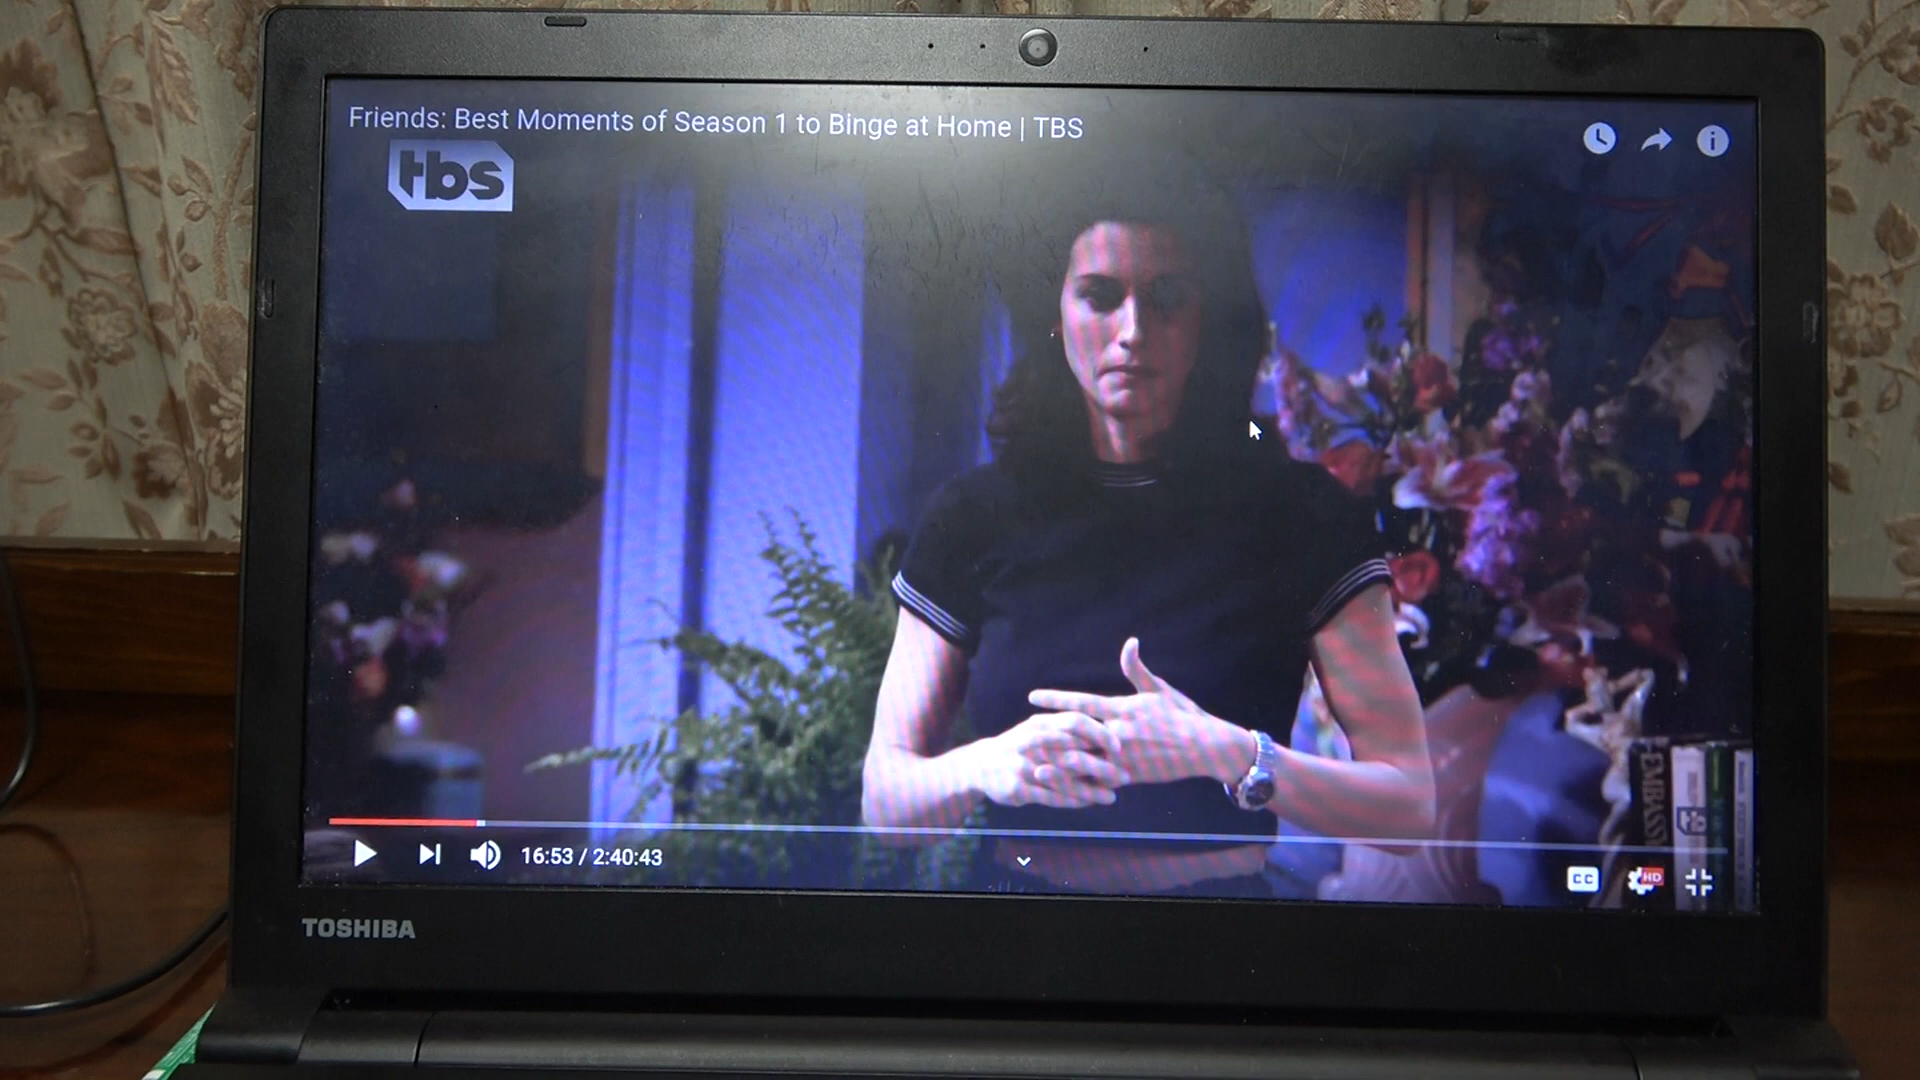 Friends: Best Moments of Season 1 to Binge at Home | TBS
tbs
16:53 / 2:40:43
CC
HD
TOSHIBA